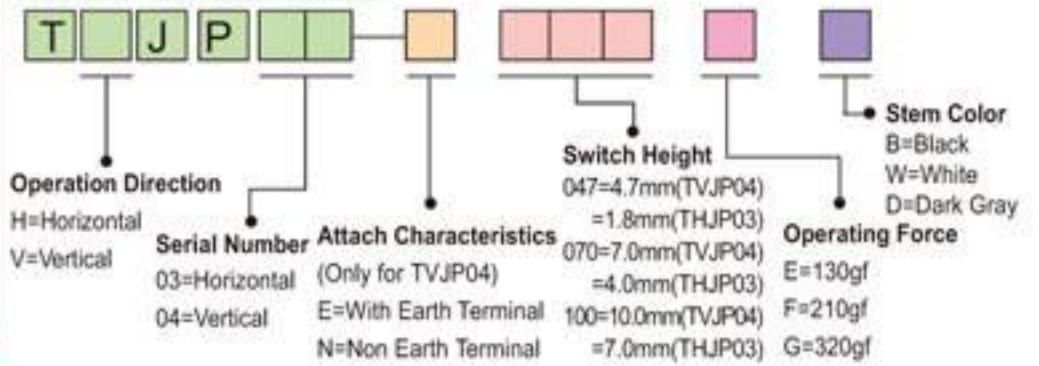 T J P
Operation Direction
H=Horizontal
V=Vertical
Serial Number
03=Horizontal
04=Vertical
Attach Characteristics
(Only for TVJP04)
E=With Earth Terminal
N=Non Earth Terminal
Switch Height
047=4.7mm(TVJP04)
=1.8mm(THJP03)
070=7.0mm(TVJP04)
=4.0mm(THJP03)
100=10.0mm(TVJP04)
=7.0mm(THJP03)
Operating Force
E=130gf
F=210gf
G=320gf
Stem Color
B=Black
W=White
D=Dark Gray